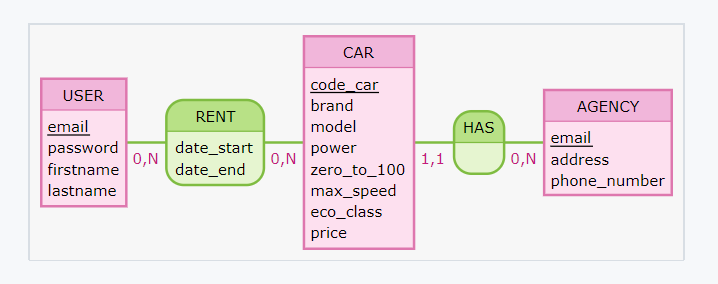 USER
email
password
firstname
lastname
0,N
RENT
date_start
date_end
0,N
CAR
code_car
brand
model
power
zero_to_100
max_speed
eco_class
price
1,1
HAS
0,N
AGENCY
email
address
phone_number